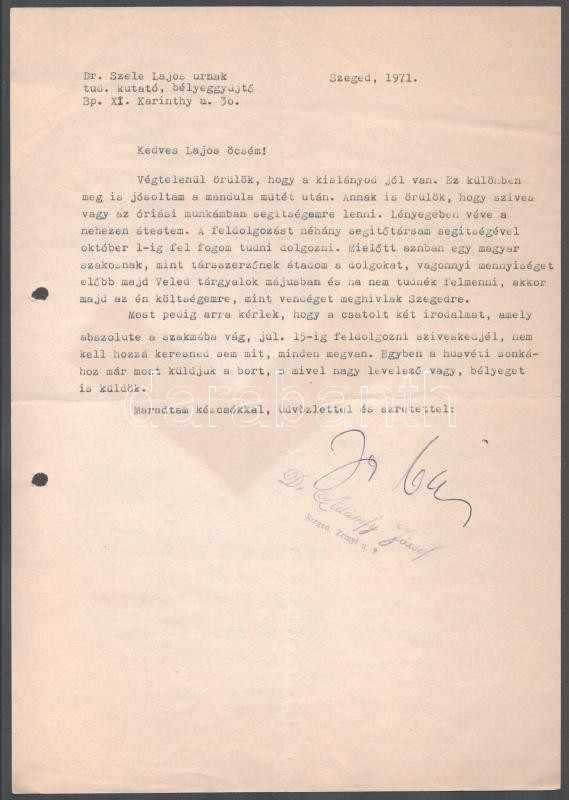 Dr. Szele Lajos urnak
Szeged, 1971.
tud. kutató, bélyeggyüjtő
Bp. XI. Karinthy u. 3o.
Kedves Lajos öcsém!
Végtelenül örülök, hogy a kislányod jól van. Ez különben
meg is jósoltam a mandula mütét után. Annak is örülök, hogy szives
vagy az óriási munkámban segitségemre lenni. Lényegében véve a
nehezen átestem. A feldolgozást néhány segitőtársam segitségével
október 1-ig fel fogom tudni dolgozni. Mielőtt aznban egy magyar
szakosnak, mint társszerzőnek átadom a dolgokat, vagonnyi mennyiséget
előbb majd Veled tárgyalok májusban és ha nem tudnék felmenni, akkor
majd az én költségemre, mint vendéget meghivlak Szegedre.
Most pedig arra kérlek, hogy a csatolt két irodalmat, amely
abszolute a szakmába vág, jul. 15-ig feldolgozni sziveskedjél, nem
kell hozzá keresned sem mit, minden megvan. Egyben a husvéti sonká-
hoz már most küldjük a bort, s mivel nagy levelező vagy, bélyeget
is küldök.
Maradtam kézcsókkal, üdvözlettel és szeretettel:
darabanth
Dr. Adámfy József
Szeged, Zrinyi u.